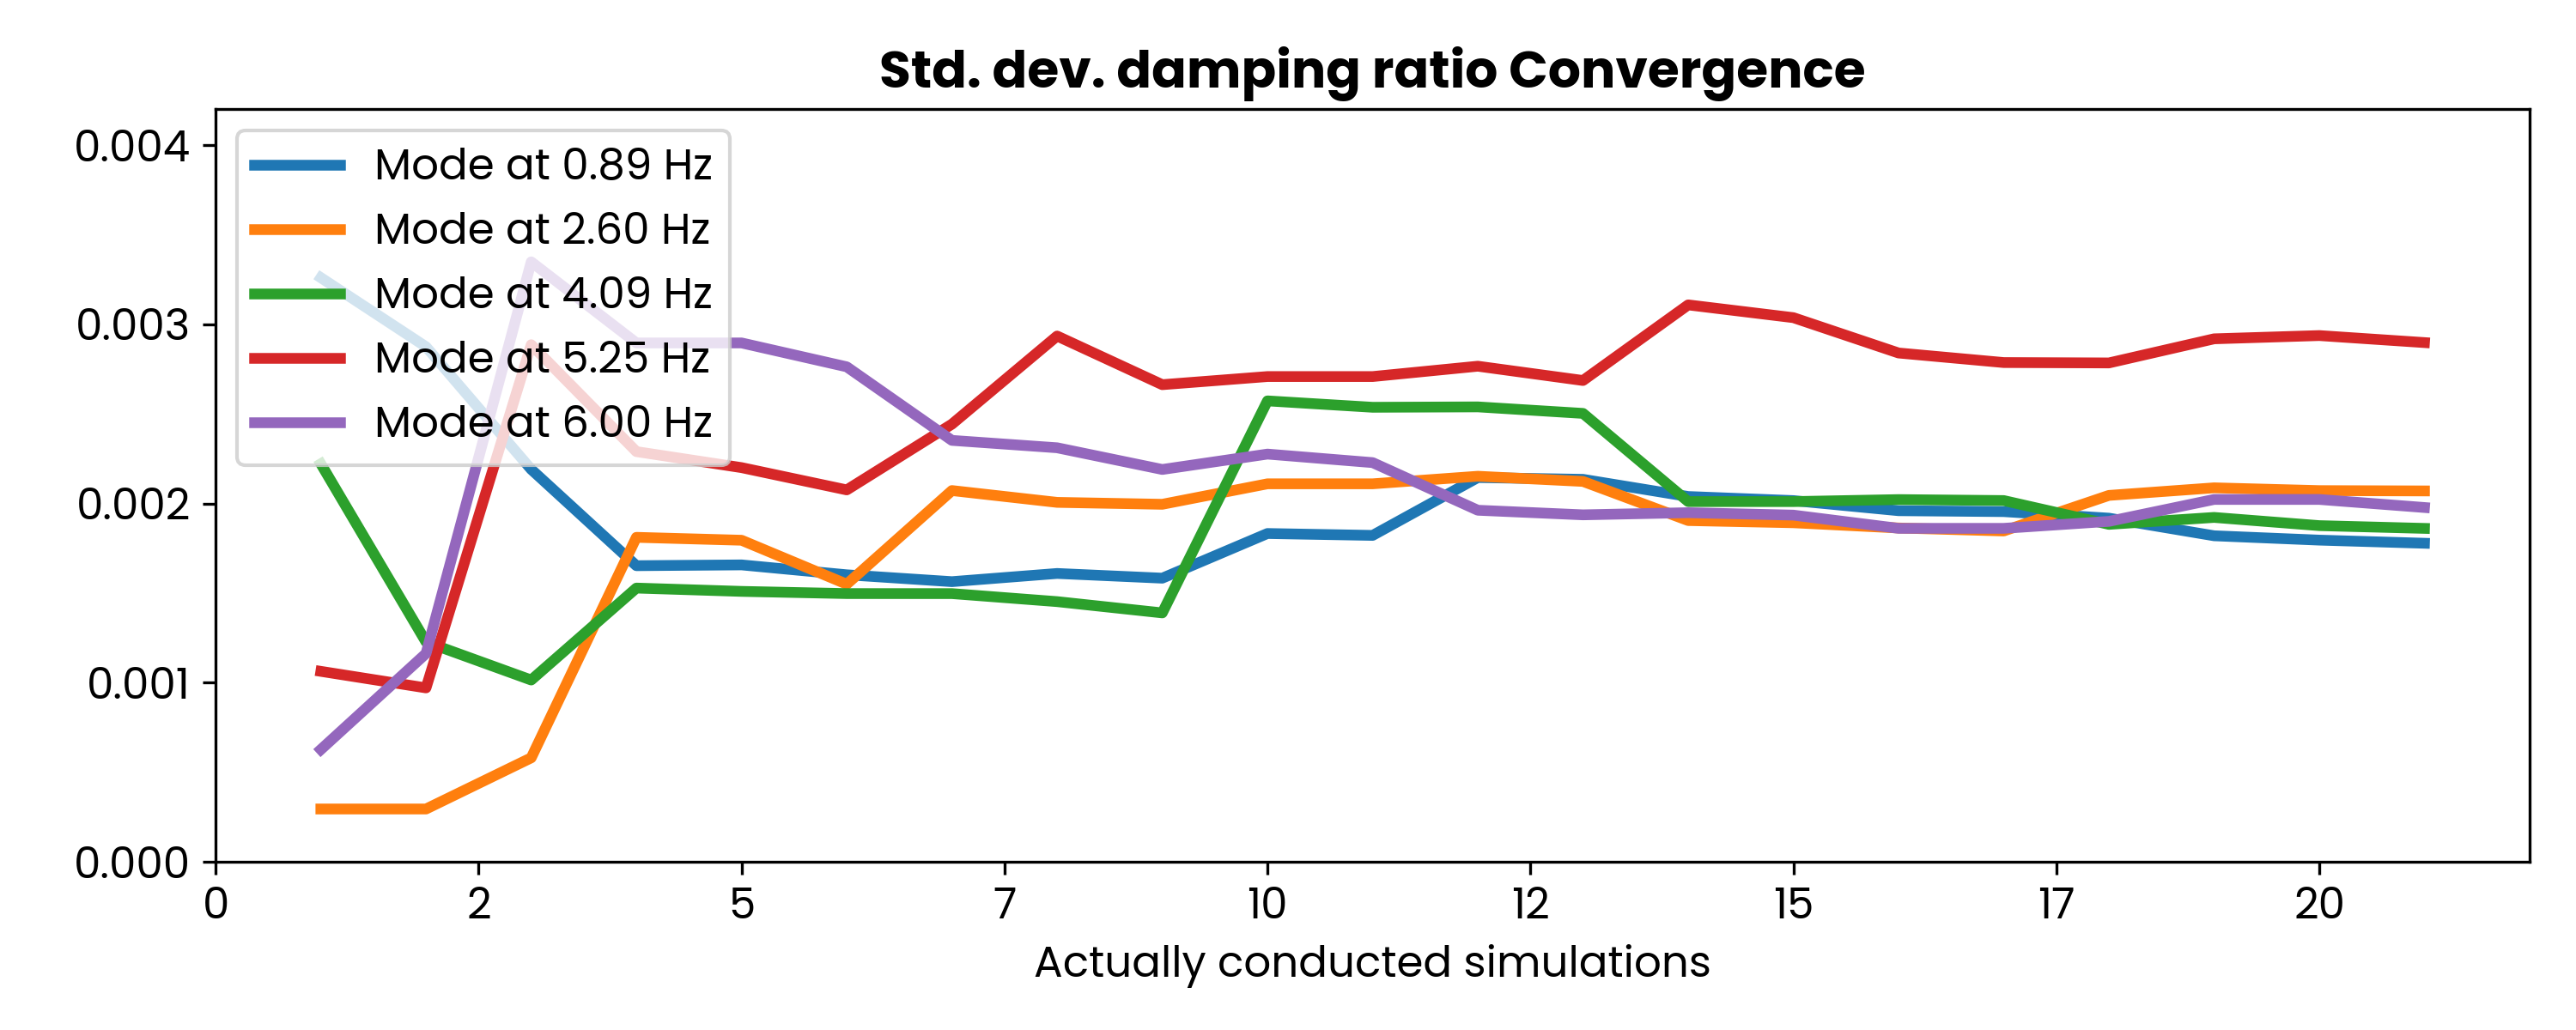 Std. dev. damping ratio Convergence
0.004
0.003
0.002
0.001
0.000
Mode at 0.89 Hz
Mode at 2.60 Hz
Mode at 4.09 Hz
Mode at 5.25 Hz
Mode at 6.00 Hz
0 2 5 7 10 12 15 17 20
Actually conducted simulations